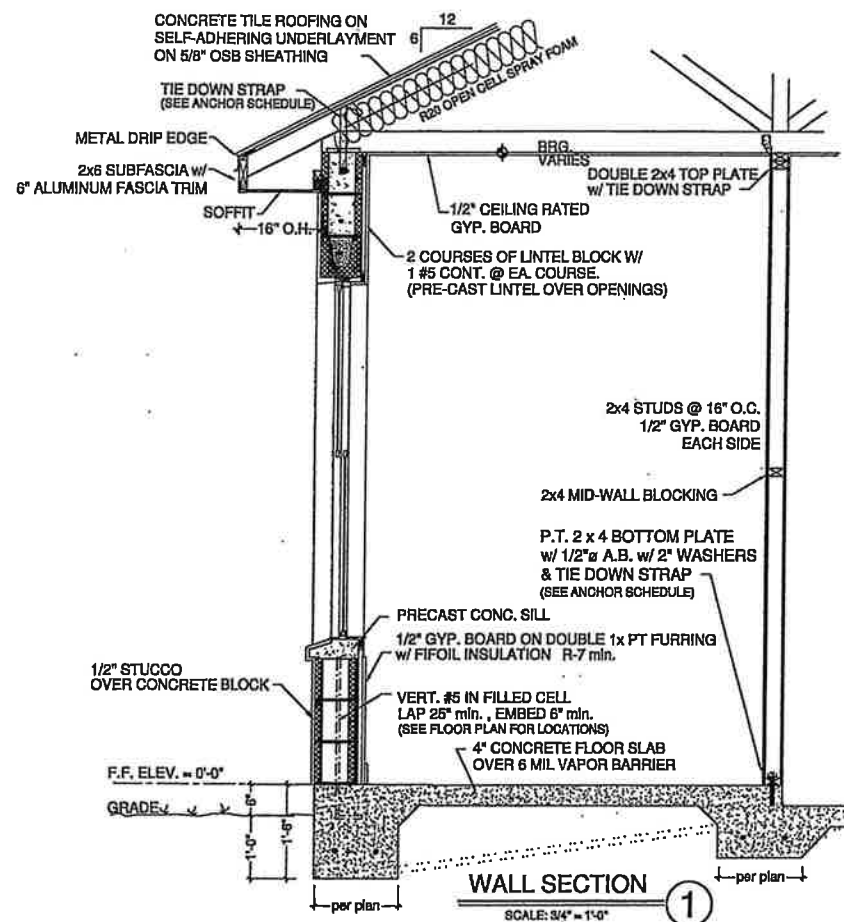 CONCRETE TILE ROOFING ON
SELF-ADHERING UNDERLAYMENT
ON 5/8" OSB SHEATHING
12
6
TIE DOWN STRAP
(SEE ANCHOR SCHEDULE)
R20 OPEN CELL SPRAY FOAM
METAL DRIP EDGE
2x6 SUBFASCIA w/
6" ALUMINUM FASCIA TRIM
SOFFIT
16" O.H.
BRG.
VARIES
DOUBLE 2x4 TOP PLATE
w/ TIE DOWN STRAP
1/2" CEILING RATED
GYP. BOARD
2 COURSES OF LINTEL BLOCK W/
1 #5 CONT. @ EA. COURSE.
(PRE-CAST LINTEL OVER OPENINGS)
2x4 STUDS @ 16" O.C.
1/2" GYP. BOARD
EACH SIDE
2x4 MID-WALL BLOCKING
P.T. 2 x 4 BOTTOM PLATE
w/ 1/2"ø A.B. w/ 2" WASHERS
& TIE DOWN STRAP
(SEE ANCHOR SCHEDULE)
PRECAST CONC. SILL
1/2" GYP. BOARD ON DOUBLE 1x PT FURRING
w/ FIFOIL INSULATION R-7 min.
1/2" STUCCO
OVER CONCRETE BLOCK
VERT. #5 IN FILLED CELL
LAP 25" min. , EMBED 6" min.
(SEE FLOOR PLAN FOR LOCATIONS)
4" CONCRETE FLOOR SLAB
OVER 6 MIL VAPOR BARRIER
F.F. ELEV. = 0'-0"
GRADE
6"
1'-0"
1'-6"
per plan
per plan
WALL SECTION
1
SCALE: 3/4" = 1'-0"